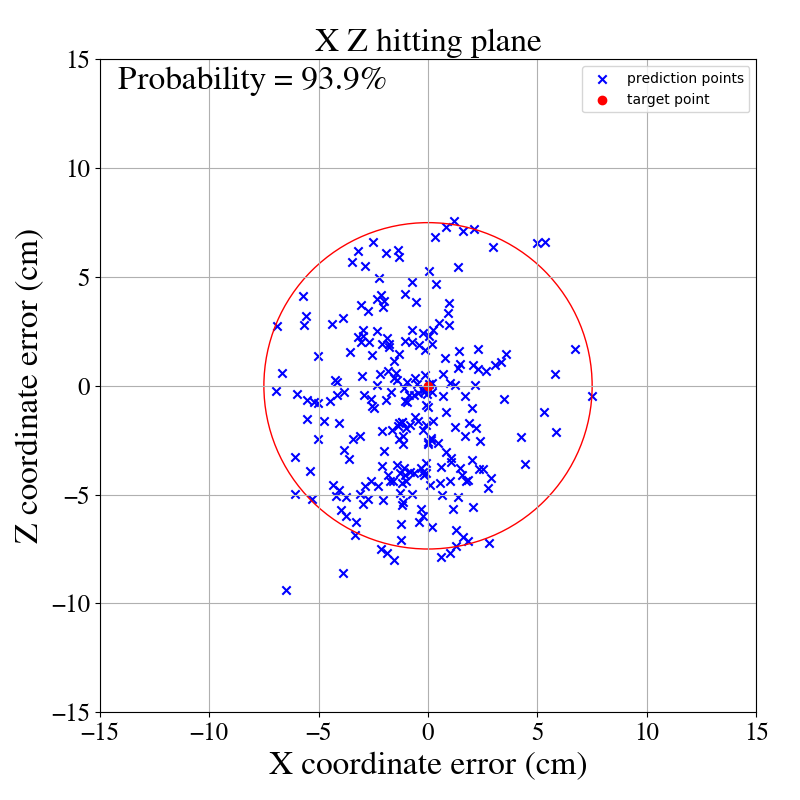 X Z hitting plane
Probability = 93.9%
prediction points
target point
15
10
5
0
−5
−10
−15
−15
−10
−5
0
5
10
15
Z coordinate error (cm)
X coordinate error (cm)